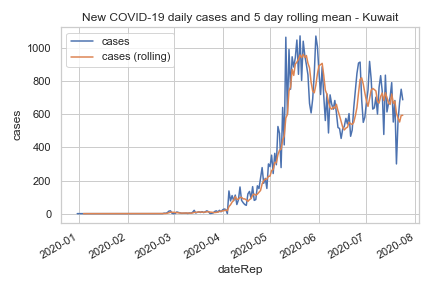 New COVID-19 daily cases and 5 day rolling mean - Kuwait
cases
cases (rolling)
1000
800
600
400
200
0
cases
2020-01
2020-02
2020-03
2020-04
2020-05
2020-06
2020-07
2020-08
dateRep